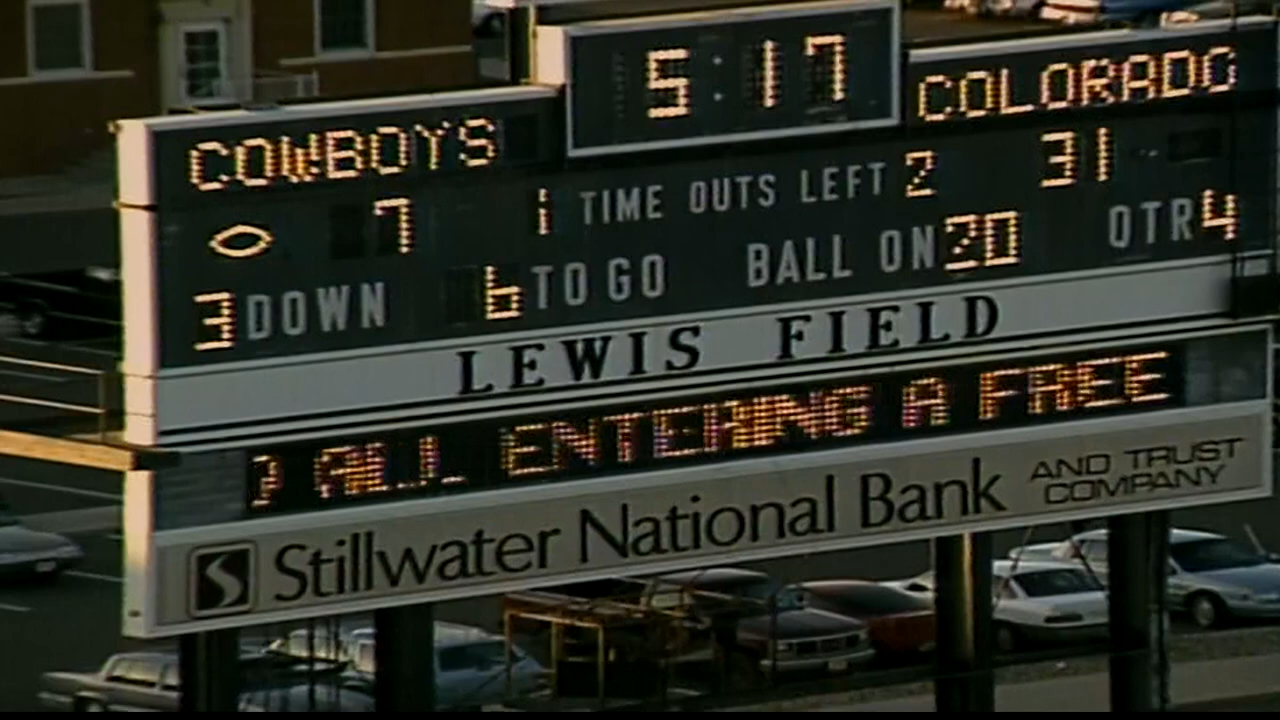 5:17
COWBOYS COLORADO
7 1 TIME OUTS LEFT 2 31
3 DOWN 6 TO GO BALL ON 20 QTR 4
LEWIS FIELD
ALL ENTERING A FREE
Stillwater National Bank AND TRUST COMPANY